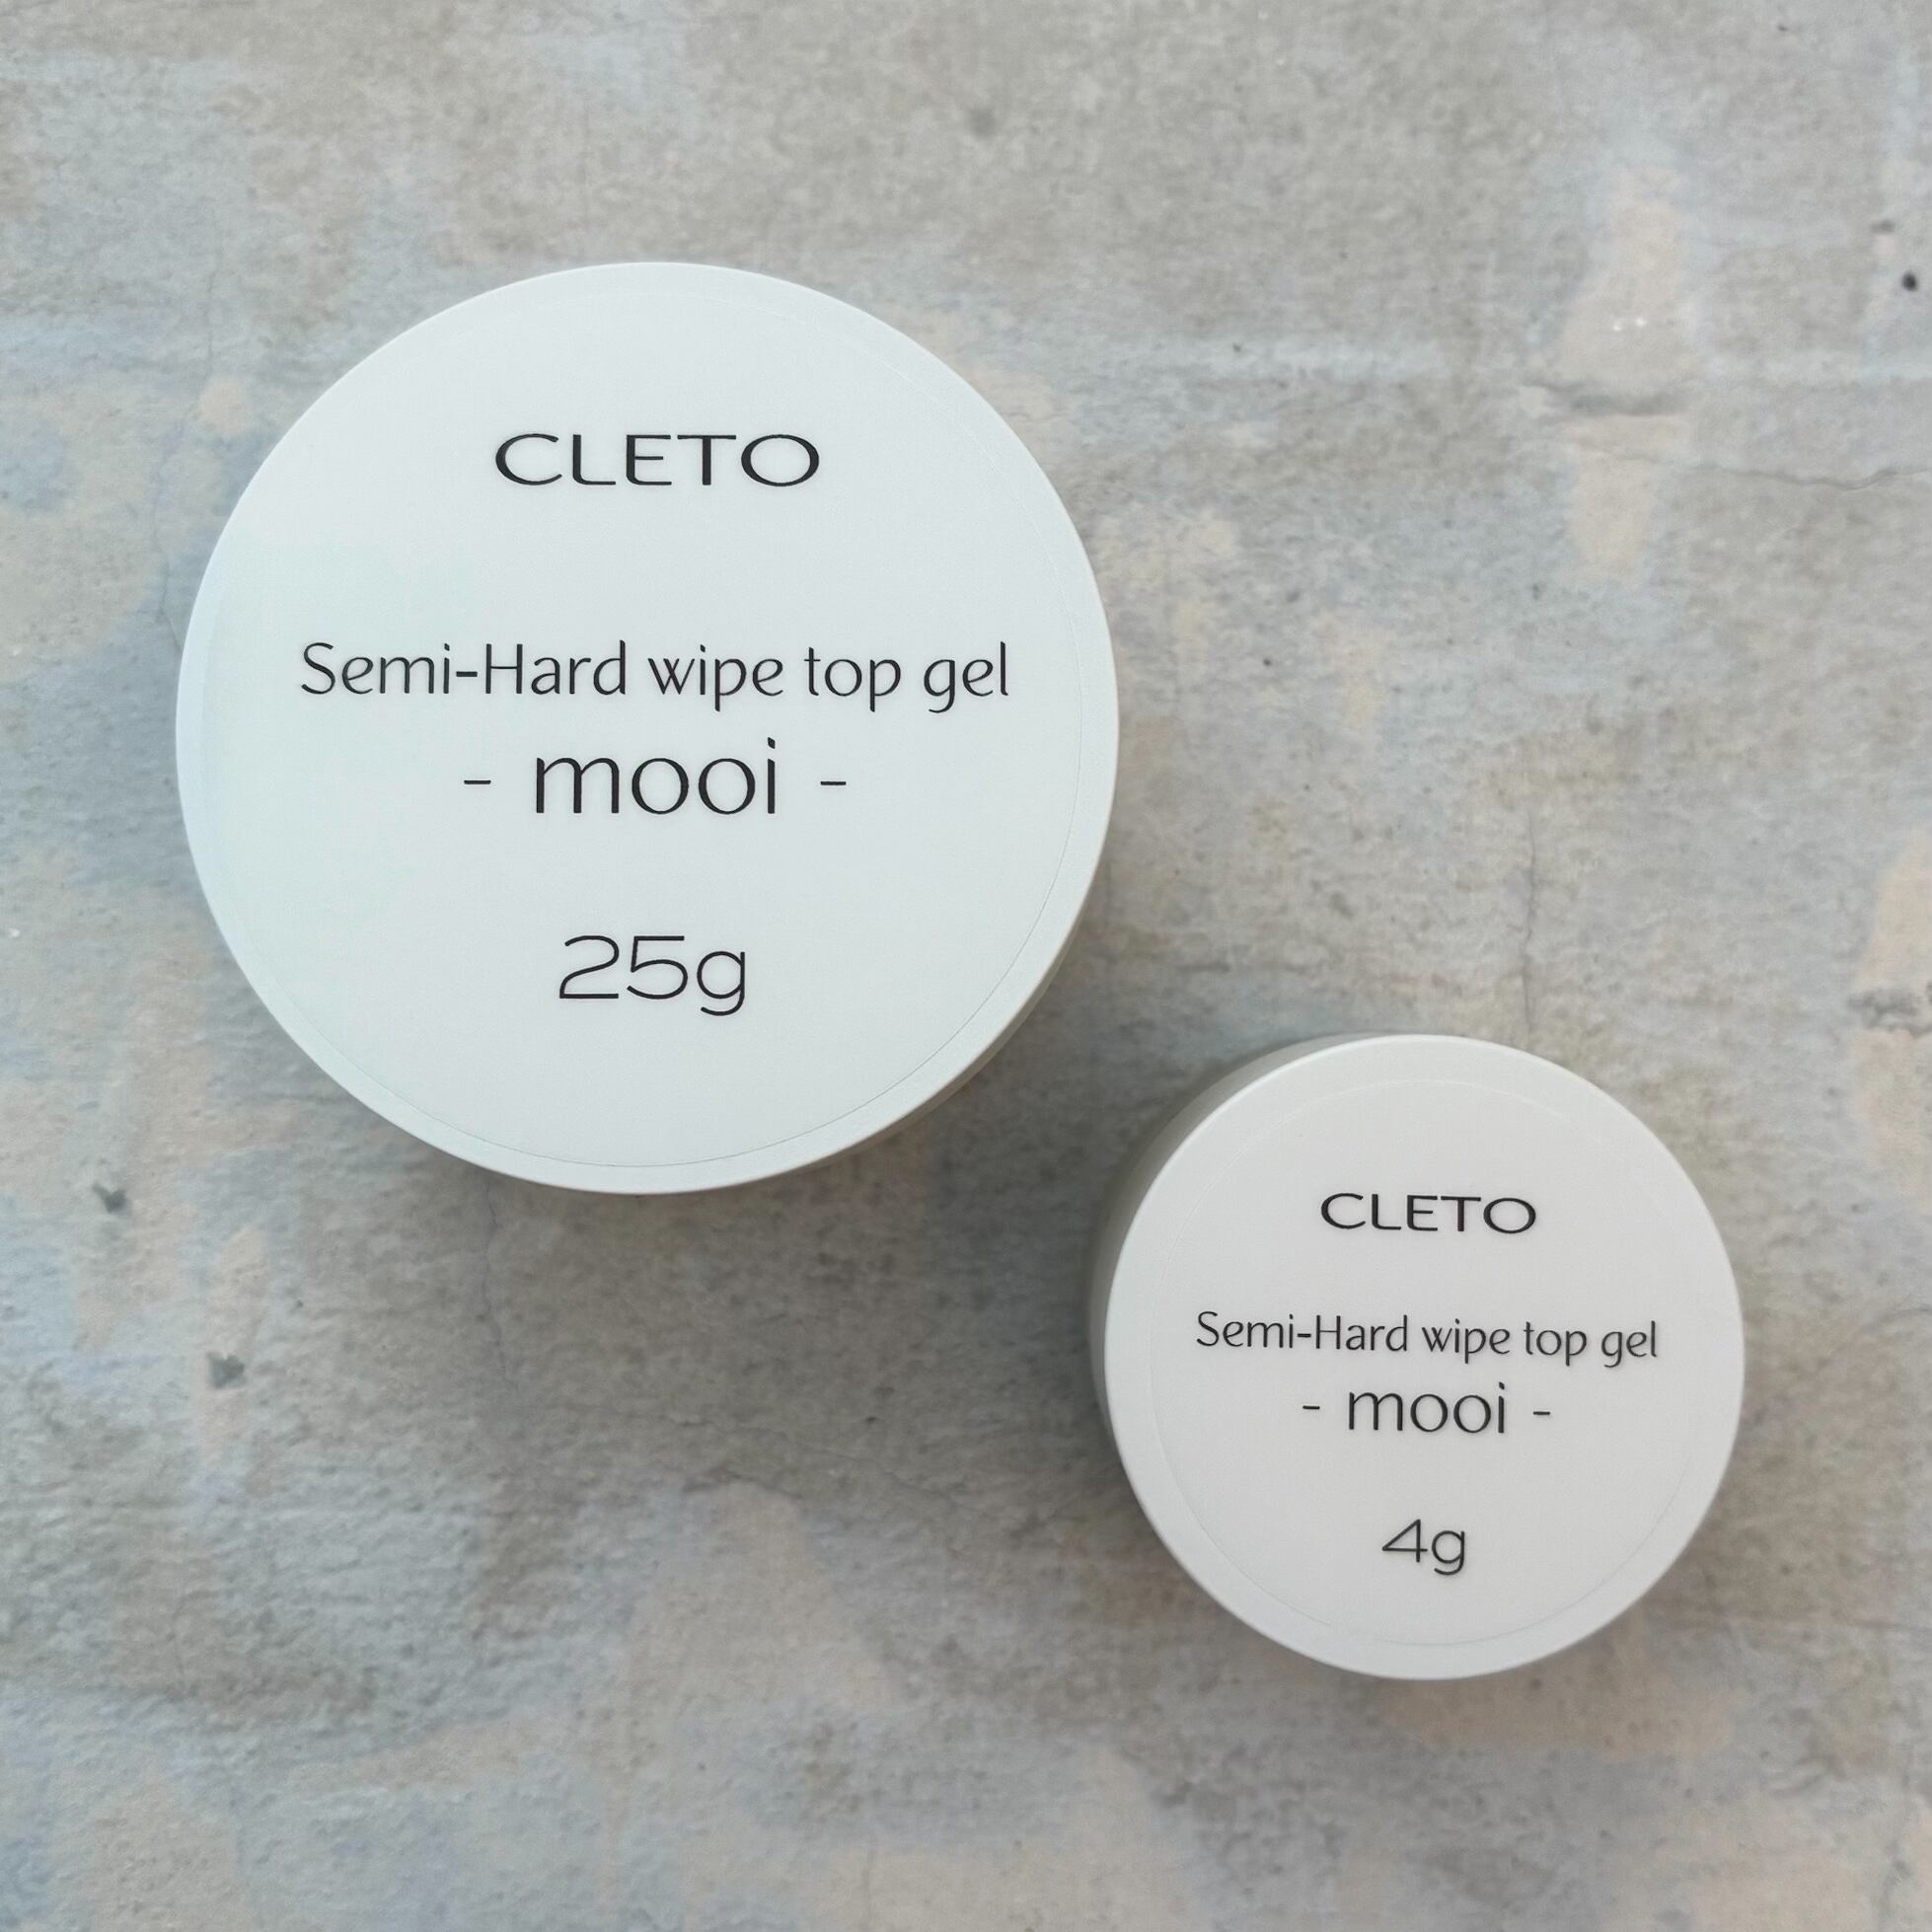 CLETO
Semi-Hard wipe top gel
- mooi -
25g
CLETO
Semi-Hard wipe top gel
- mooi -
4g